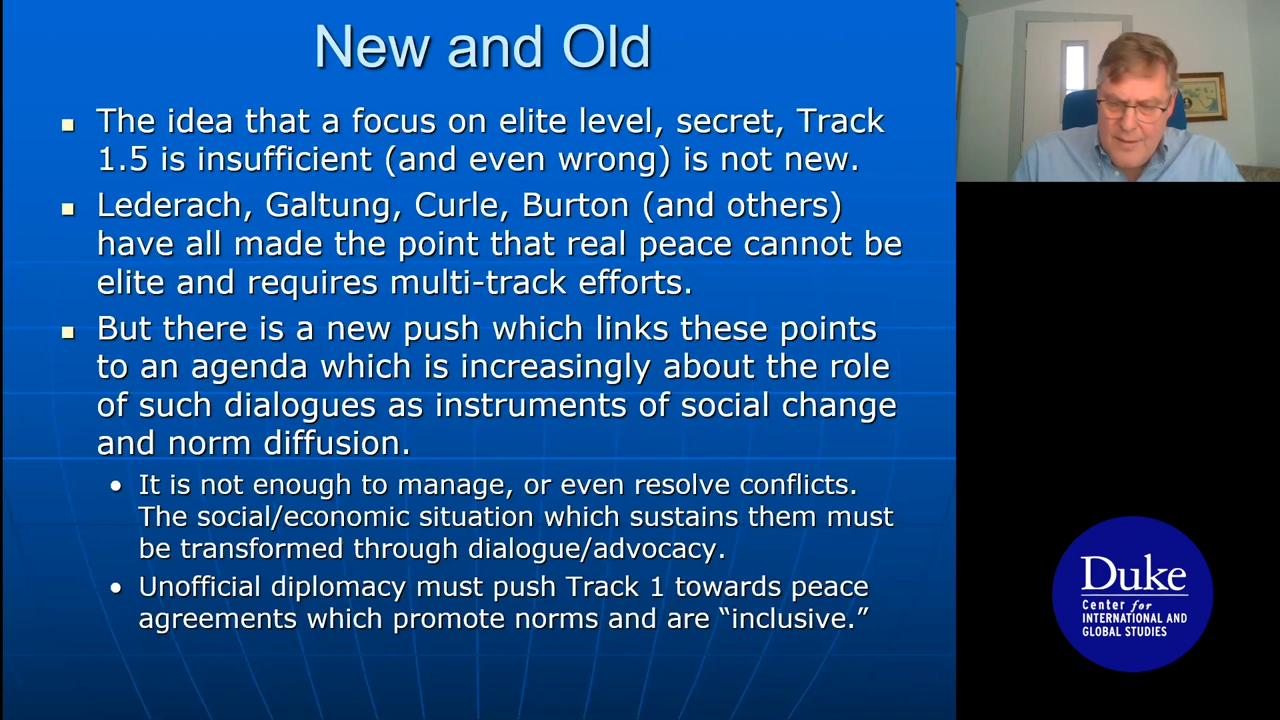 New and Old
The idea that a focus on elite level, secret, Track
1.5 is insufficient (and even wrong) is not new.
Lederach, Galtung, Curle, Burton (and others)
have all made the point that real peace cannot be
elite and requires multi-track efforts.
But there is a new push which links these points
to an agenda which is increasingly about the role
of such dialogues as instruments of social change
and norm diffusion.
It is not enough to manage, or even resolve conflicts.
The social/economic situation which sustains them must
be transformed through dialogue/advocacy.
Unofficial diplomacy must push Track 1 towards peace
agreements which promote norms and are “inclusive.”
Duke
Center for
INTERNATIONAL AND
GLOBAL STUDIES